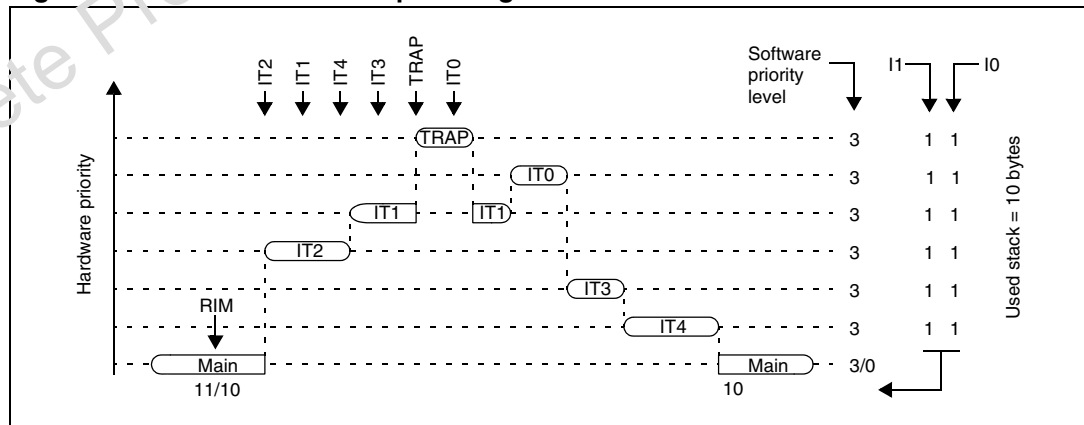 IT2
IT1
IT4
IT3
TRAP
IT0
Software
priority
level
I1
I0
TRAP
3
1 1
IT0
3
1 1
IT1
IT1
3
1 1
IT2
3
1 1
IT3
3
1 1
RIM
IT4
3
1 1
Main
Main
3/0
11/10
10
Hardware priority
Used stack = 10 bytes